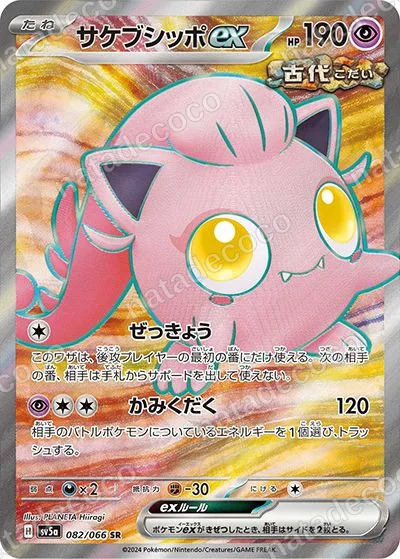 たね サケブシッポex HP190
古代 こだい
ぜっきょう
このワザは、後攻プレイヤーの最初の番にだけ使える。次の相手
の番、相手は手札からサポートを出して使えない。
かみくだく 120
相手のバトルポケモンについているエネルギーを1個選び、トラッ
シュする。
弱点 ×2 抵抗力 -30 にげる
Illus. PLANETA Hiiragi
exルール
ポケモンexがきぜつしたとき、相手はサイドを2枚とる。
H sv5a 082/066 SR
©2024 Pokémon/Nintendo/Creatures/GAME FREAK.
natadecoco